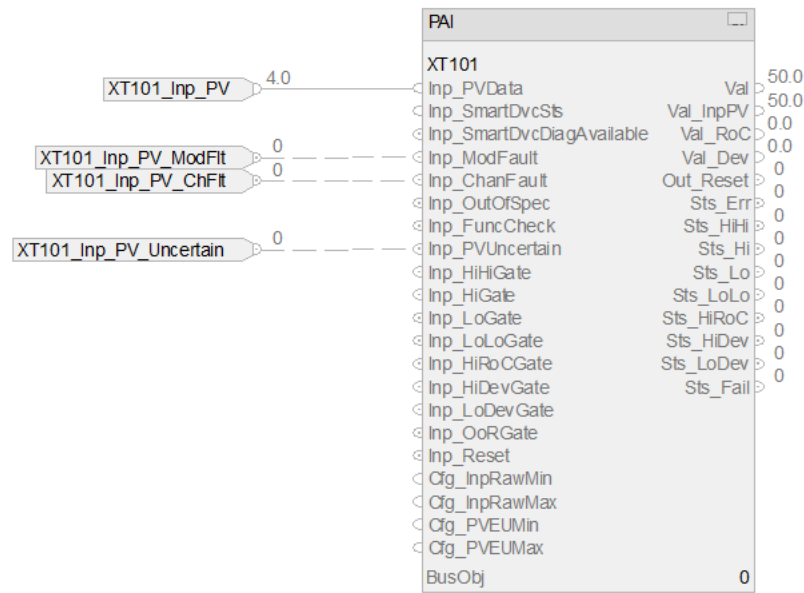 PAI
...
XT101
XT101_Inp_PV 4.0 Inp_PVData Val 50.0
Inp_SmartDvcSts Val_InpPV 50.0
Inp_SmartDvcDiagAvailable Val_RoC 0.0
XT101_Inp_PV_ModFlt 0 Inp_ModFault Val_Dev 0.0
XT101_Inp_PV_ChFlt 0 Inp_ChanFault Out_Reset 0
Inp_OutOfSpec Sts_Err 0
Inp_FuncCheck Sts_HiHi 0
XT101_Inp_PV_Uncertain 0 Inp_PVUncertain Sts_Hi 0
Inp_HiHiGate Sts_Lo 0
Inp_HiGate Sts_LoLo 0
Inp_LoGate Sts_HiRoC 0
Inp_LoLoGate Sts_HiDev 0
Inp_HiRoCGate Sts_LoDev 0
Inp_HiDevGate Sts_Fail 0
Inp_LoDevGate
Inp_OoRGate
Inp_Reset
Cfg_InpRawMin
Cfg_InpRawMax
Cfg_PVEUMin
Cfg_PVEUMax
BusObj 0